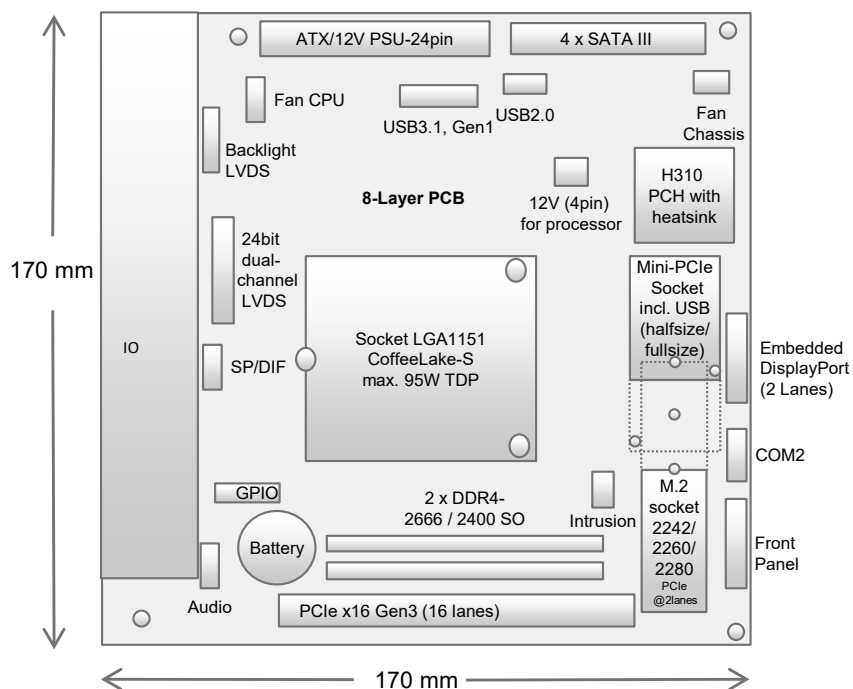 ATX/12V PSU-24pin
4 x SATA III
Fan CPU
USB3.1, Gen1
USB2.0
Fan
Chassis
Backlight
LVDS
8-Layer PCB
12V (4pin)
for processor
H310
PCH with
heatsink
170 mm
24bit
dual-
channel
LVDS
Mini-PCIe
Socket
incl. USB
(halfsize/
fullsize)
IO
Socket LGA1151
CoffeeLake-S
max. 95W TDP
SP/DIF
Embedded
DisplayPort
(2 Lanes)
COM2
GPIO
2 x DDR4-
2666 / 2400 SO
Intrusion
M.2
socket
2242/
2260/
2280
PCIe
@2lanes
Battery
Front
Panel
Audio
PCIe x16 Gen3 (16 lanes)
170 mm